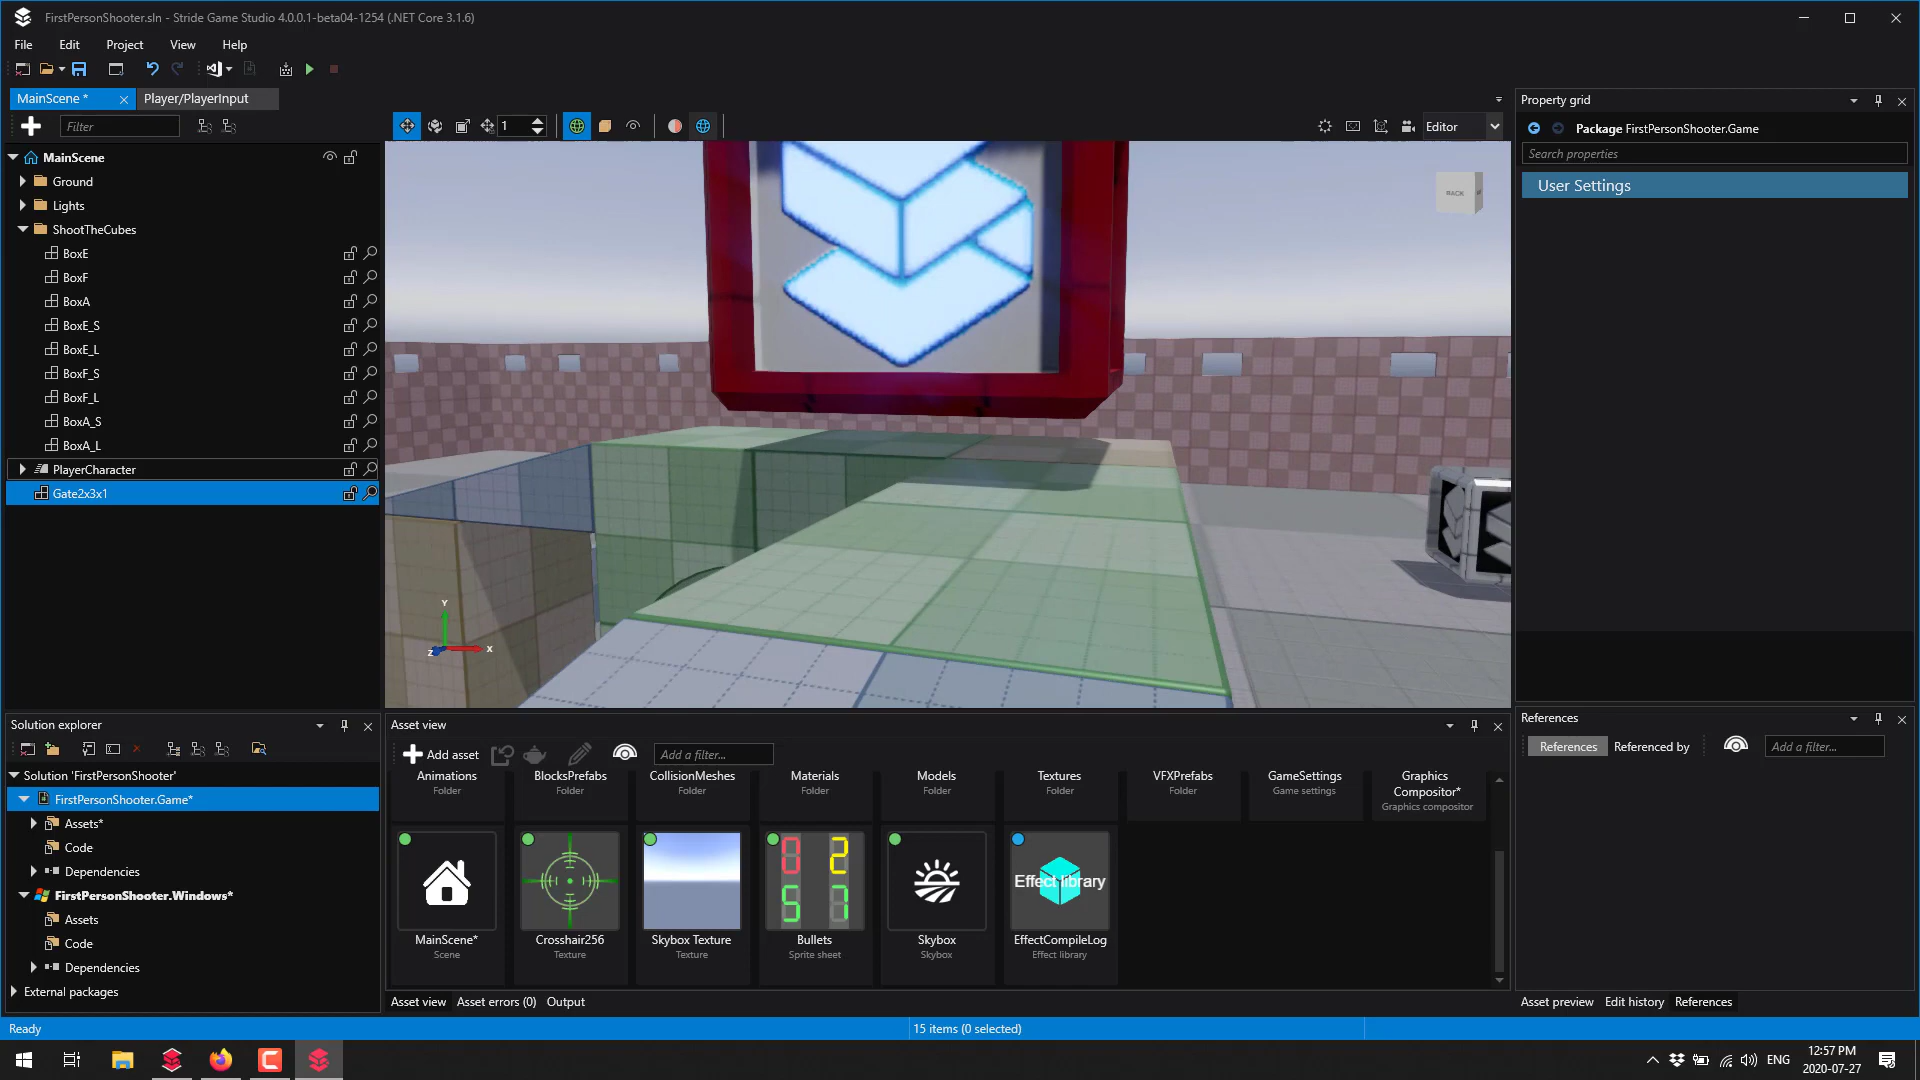 FirstPersonShooter.sln - Stride Game Studio 4.0.0.1-beta04-1254 (.NET Core 3.1.6)
File Edit Project View Help
MainScene * Player/PlayerInput
Filter
1
Editor
MainScene
Ground
Lights
ShootTheCubes
BoxE
BoxF
BoxA
BoxE_S
BoxE_L
BoxF_S
BoxF_L
BoxA_S
BoxA_L
PlayerCharacter
Gate2x3x1
BACK
Y
Z
X
Property grid
Package FirstPersonShooter.Game
Search properties
User Settings
Solution explorer
Solution 'FirstPersonShooter'
FirstPersonShooter.Game*
Assets*
Code
Dependencies
FirstPersonShooter.Windows*
Assets
Code
Dependencies
External packages
Asset view
Add asset
Add a filter...
Animations
Folder
BlocksPrefabs
Folder
CollisionMeshes
Folder
Materials
Folder
Models
Folder
Textures
Folder
VFXPrefabs
Folder
GameSettings
Game settings
Graphics
Compositor*
Graphics compositor
MainScene*
Scene
Crosshair256
Texture
Skybox Texture
Texture
0 2
5 7
Bullets
Sprite sheet
Skybox
Skybox
Effect library
EffectCompileLog
Effect library
Asset view Asset errors (0) Output
References
References Referenced by
Add a filter...
Asset preview Edit history References
Ready
15 items (0 selected)
ENG
12:57 PM
2020-07-27